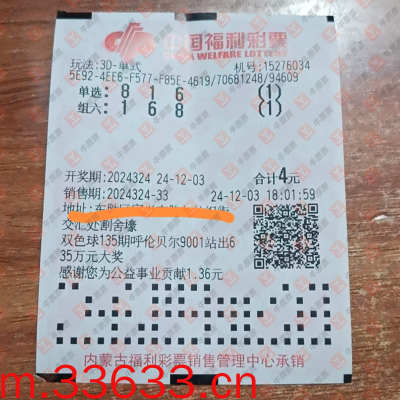 中国福利彩票
CHINA WELFARE LOTTERY
玩法:3D-单式 机号:15276034
5E92-4EE6-F577-F85E-4619/70681248/94609
单选: 8 1 6 (1)
组六: 1 6 8 (1)
开奖期:2024324 24-12-03 合计4元
销售期:2024324-33 24-12-03 18:01:59
地址:
交汇处割舍壕
双色球135期呼伦贝尔9001站出6
35万元大奖
感谢您为公益事业贡献1.36元
内蒙古福利彩票销售管理中心承销
m.33633.cn